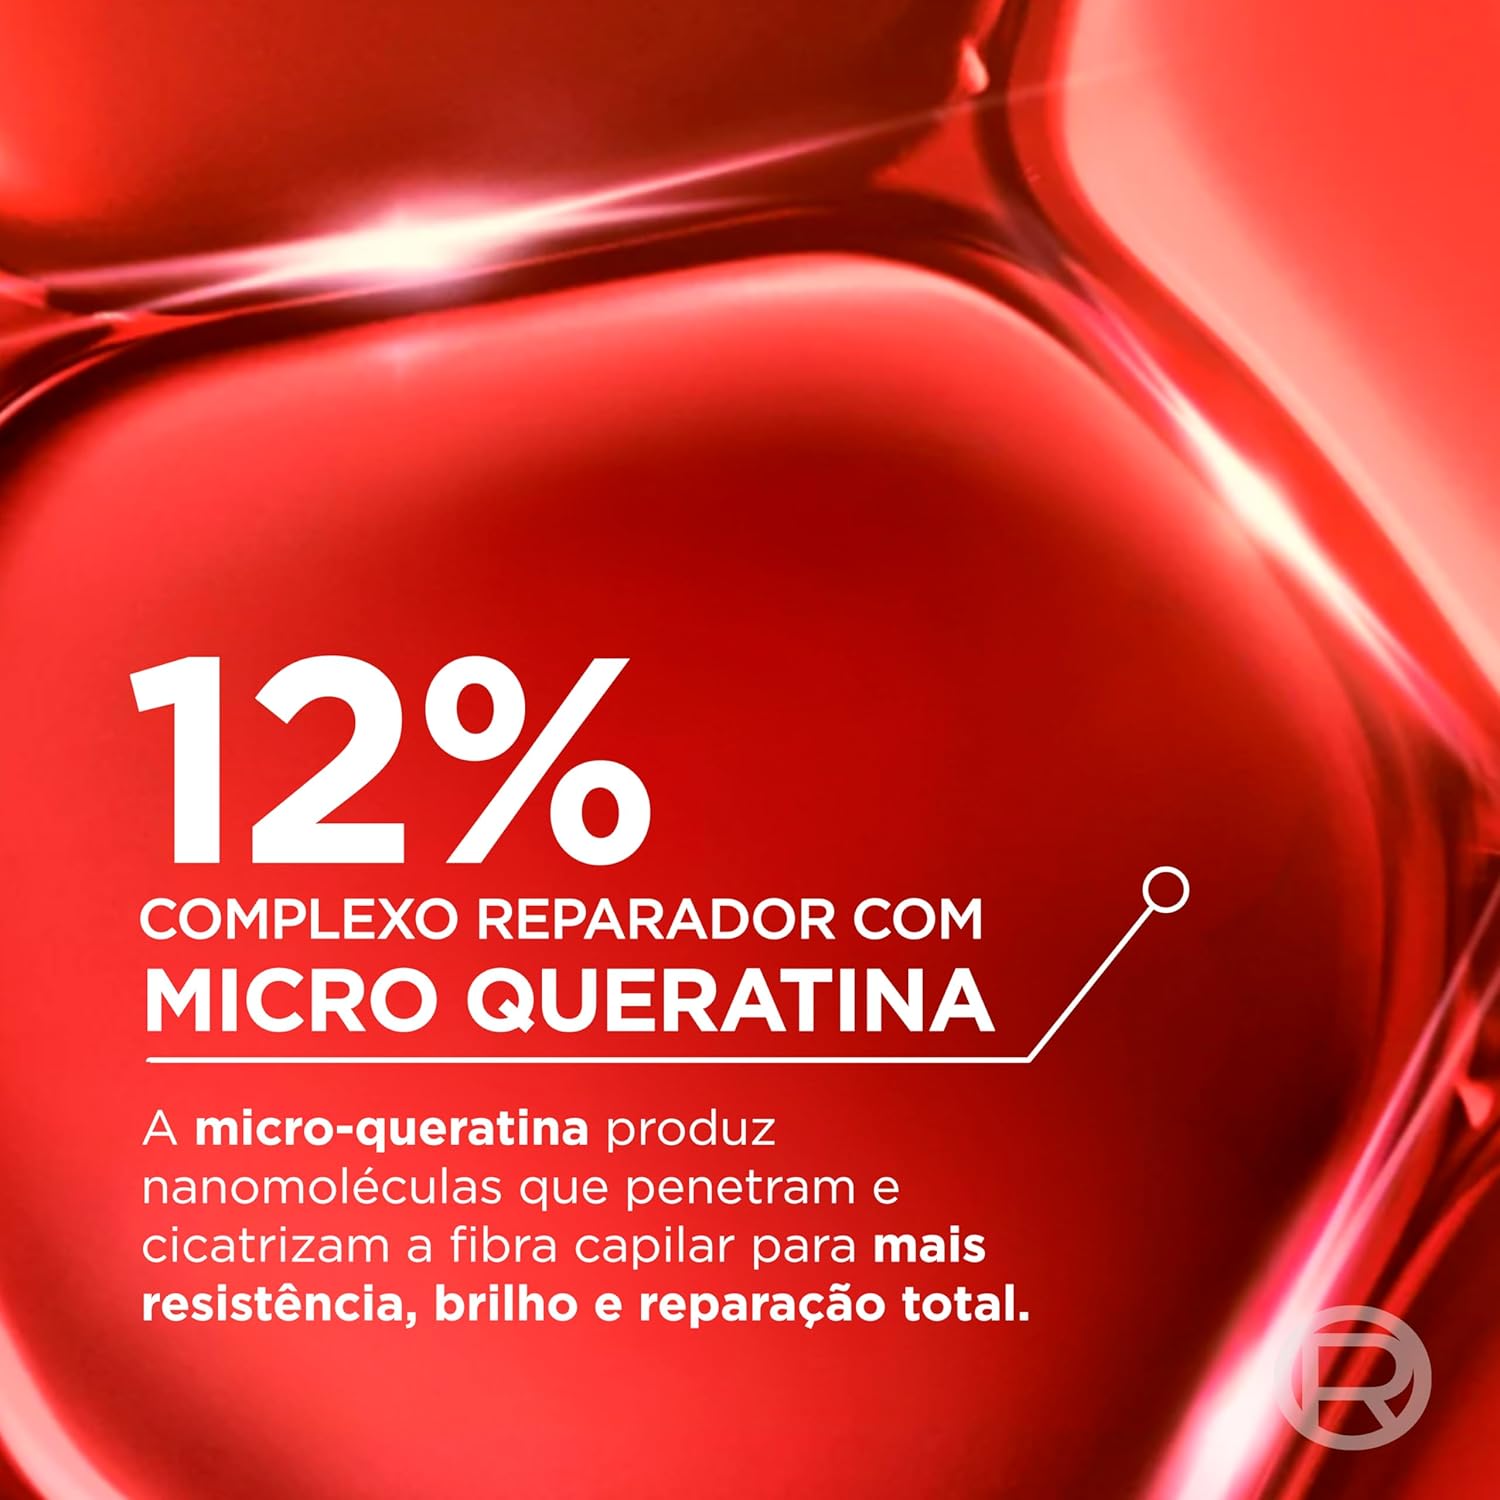 12%
COMPLEXO REPARADOR COM
MICRO QUERATINA
A micro-queratina produz
nanomoléculas que penetram e
cicatrizam a fibra capilar para mais
resistência, brilho e reparação total.
R